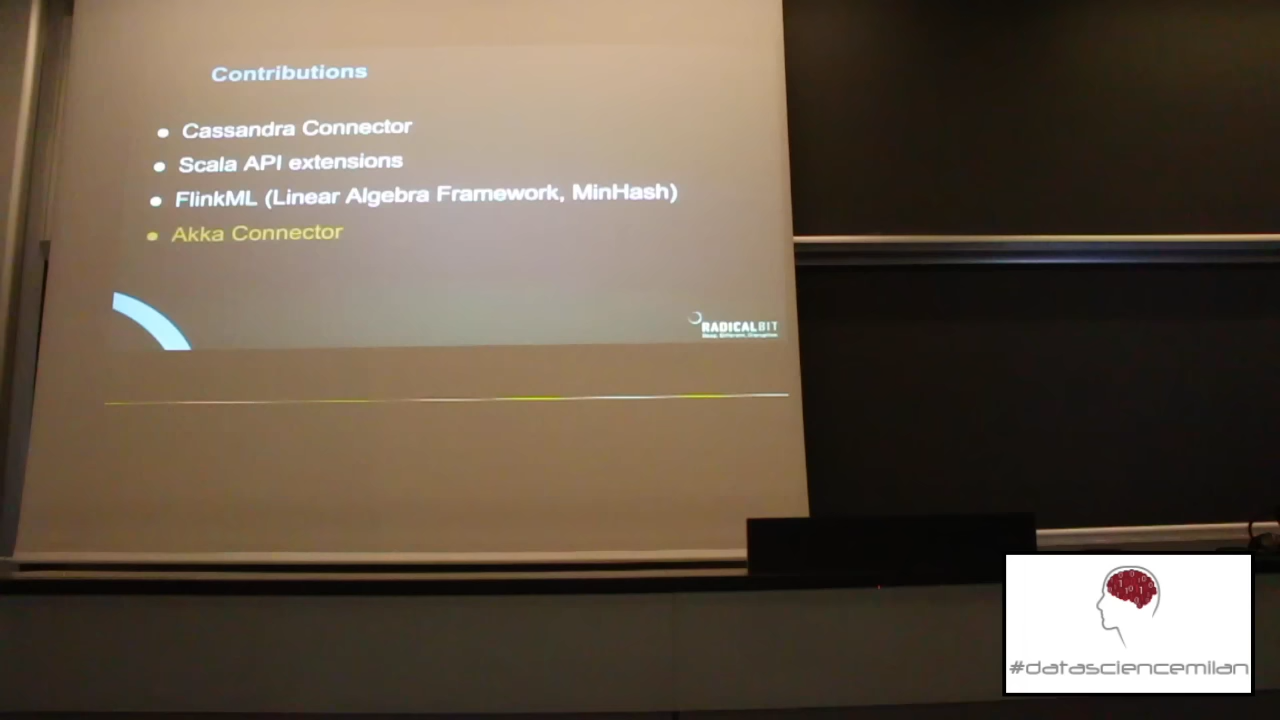 Contributions
• Cassandra Connector
• Scala API extensions
• FlinkML (Linear Algebra Framework, MinHash)
• Akka Connector
RADICALBIT
#datasciencemilan